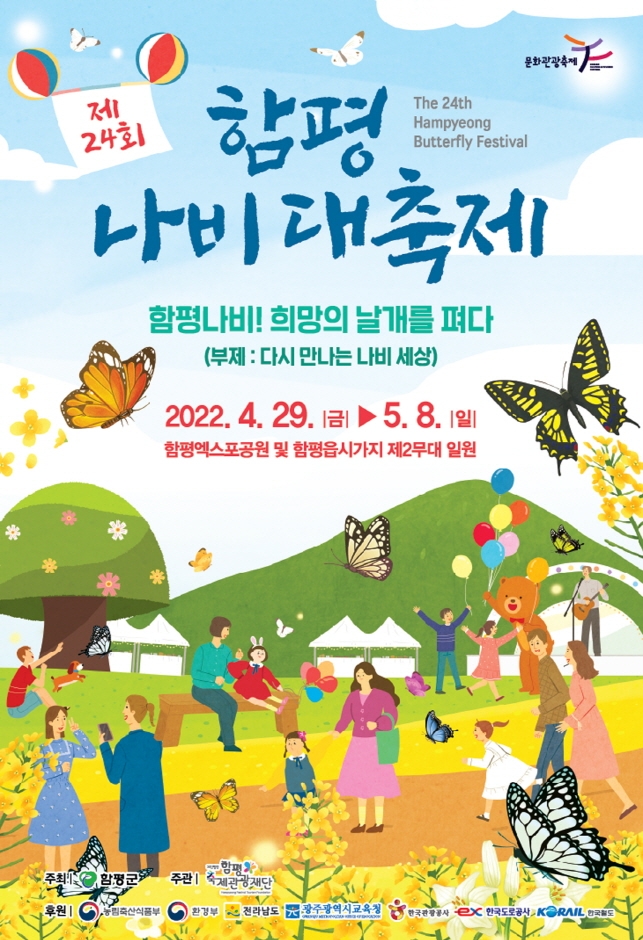 문화관광축제
제
24회
함평
The 24th
Hampyeong
Butterfly Festival
나비대축제
함평나비! 희망의 날개를 펴다
(부제 : 다시 만나는 나비 세상)
2022. 4. 29. |금| ▶ 5. 8. |일|
함평엑스포공원 및 함평읍시가지 제2무대 일원
주최 | 함평군 주관 | 함평축제관광재단
후원 | 농림축산식품부 환경부 전라남도 광주광역시교육청 한국관광공사 ex 한국도로공사 KORAIL 한국철도